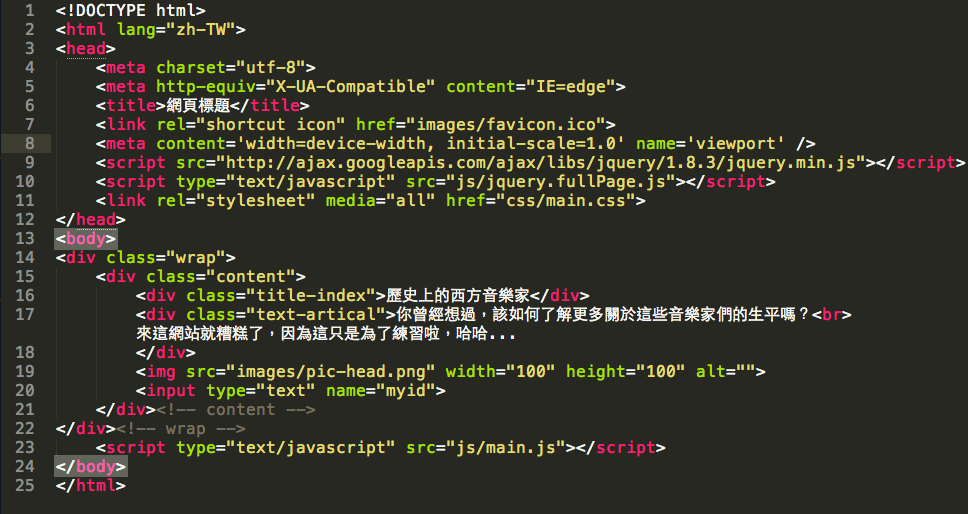 1 <!DOCTYPE html>
2 <html lang="zh-TW">
3 <head>
4     <meta charset="utf-8">
5     <meta http-equiv="X-UA-Compatible" content="IE=edge">
6     <title>網頁標題</title>
7     <link rel="shortcut icon" href="images/favicon.ico">
8     <meta content='width=device-width, initial-scale=1.0' name='viewport' />
9     <script src="http://ajax.googleapis.com/ajax/libs/jquery/1.8.3/jquery.min.js"></script>
10     <script type="text/javascript" src="js/jquery.fullPage.js"></script>
11     <link rel="stylesheet" media="all" href="css/main.css">
12 </head>
13 <body>
14 <div class="wrap">
15     <div class="content">
16         <div class="title-index">歷史上的西方音樂家</div>
17         <div class="text-artical">你曾經想過，該如何了解更多關於這些音樂家們的生平嗎？<br>
        來這網站就糟糕了，因為這只是為了練習啦，哈哈...
18         </div>
19         <img src="images/pic-head.png" width="100" height="100" alt="">
20         <input type="text" name="myid">
21     </div><!-- content -->
22 </div><!-- wrap -->
23     <script type="text/javascript" src="js/main.js"></script>
24 </body>
25 </html>